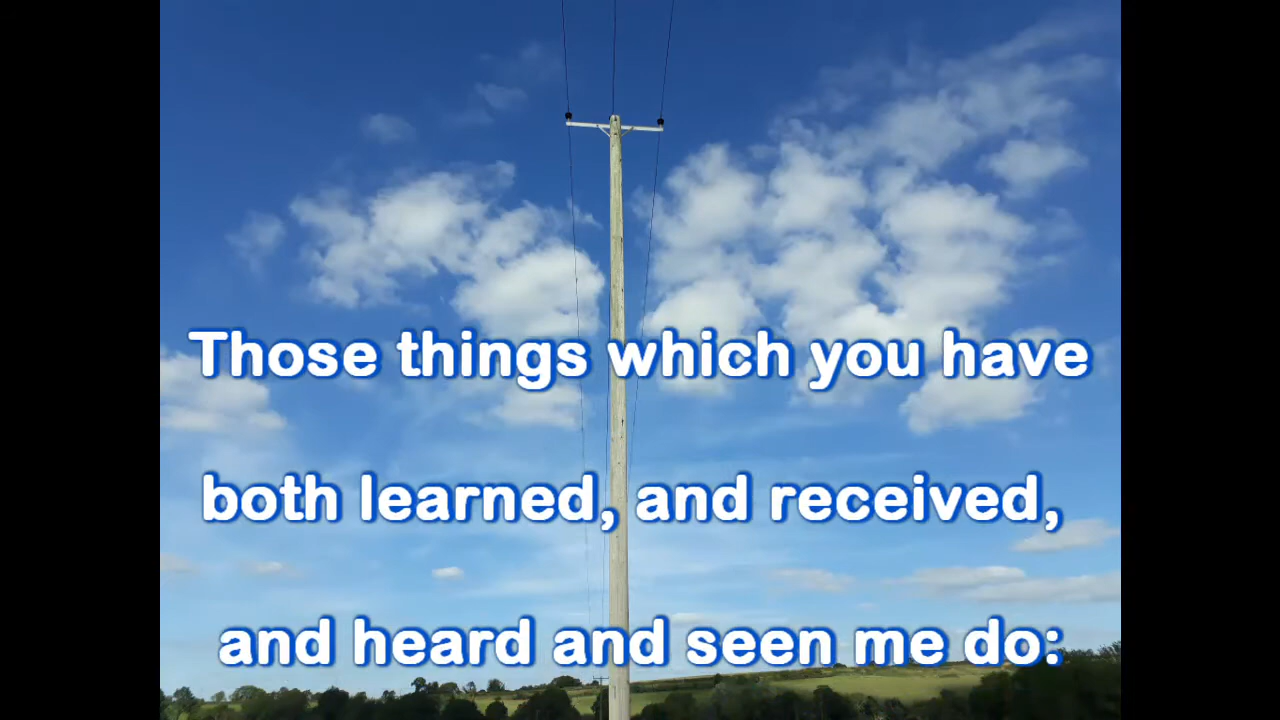 Those things which you have
both learned, and received,
and heard and seen me do: